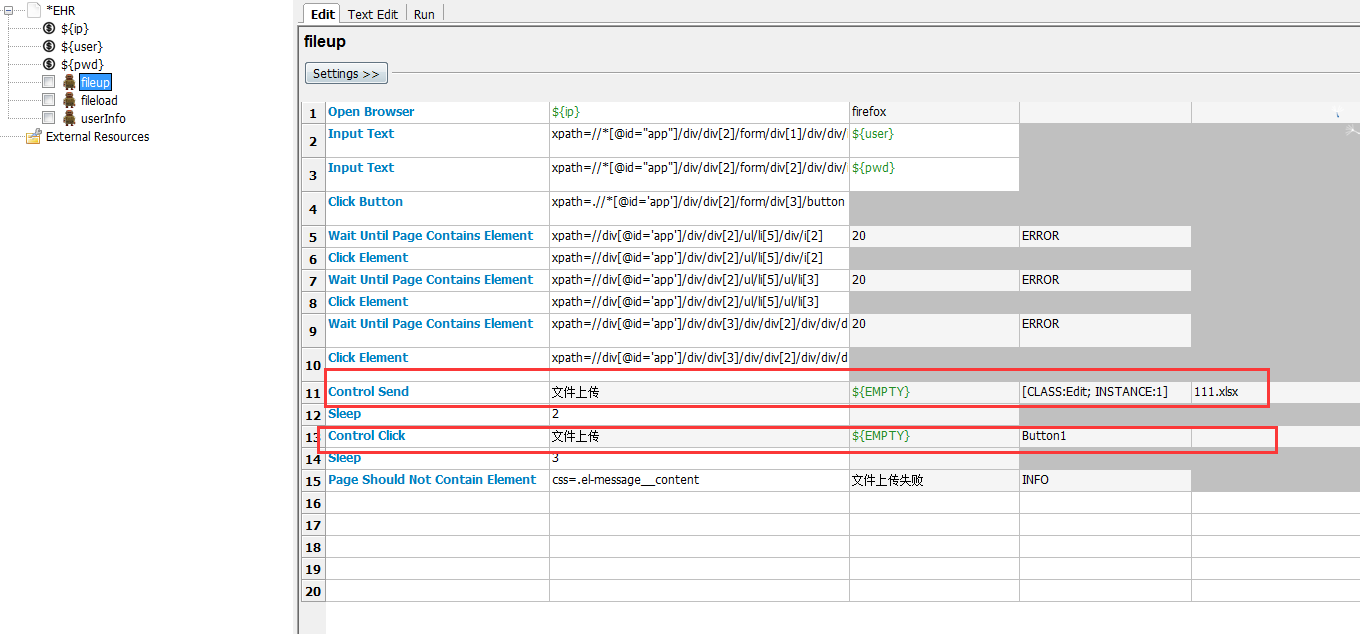 *EHR
${ip}
${user}
${pwd}
fileup
fileload
userInfo
External Resources
Edit Text Edit Run
fileup
Settings >>
1 Open Browser ${ip} firefox
2 Input Text xpath=//*[@id="app"]/div/div[2]/form/div[1]/div/div/ ${user}
3 Input Text xpath=//*[@id="app"]/div/div[2]/form/div[2]/div/div/ ${pwd}
4 Click Button xpath=.//*[@id='app']/div/div[2]/form/div[3]/button
5 Wait Until Page Contains Element xpath=//div[@id='app']/div/div[2]/ul/li[5]/div/i[2] 20 ERROR
6 Click Element xpath=//div[@id='app']/div/div[2]/ul/li[5]/div/i[2]
7 Wait Until Page Contains Element xpath=//div[@id='app']/div/div[2]/ul/li[5]/ul/li[3] 20 ERROR
8 Click Element xpath=//div[@id='app']/div/div[2]/ul/li[5]/ul/li[3]
9 Wait Until Page Contains Element xpath=//div[@id='app']/div/div[3]/div/div[2]/div/div/d 20 ERROR
10 Click Element xpath=//div[@id='app']/div/div[3]/div/div[2]/div/div/d
11 Control Send 文件上传 ${EMPTY} [CLASS:Edit; INSTANCE:1] 111.xlsx
12 Sleep 2
13 Control Click 文件上传 ${EMPTY} Button1
14 Sleep 3
15 Page Should Not Contain Element css=.el-message__content 文件上传失败 INFO
16
17
18
19
20